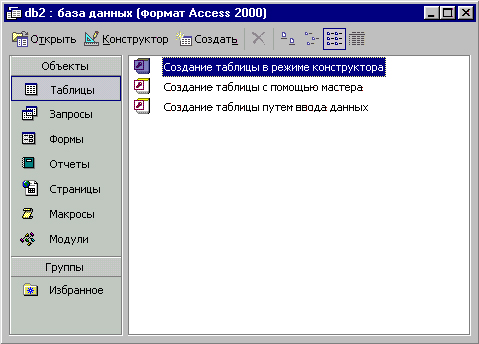 db2 : база данных (формат Access 2000)
Открыть Конструктор Создать
Объекты
Таблицы
Запросы
Формы
Отчеты
Страницы
Макросы
Модули
Группы
Избранное
Создание таблицы в режиме конструктора
Создание таблицы с помощью мастера
Создание таблицы путем ввода данных